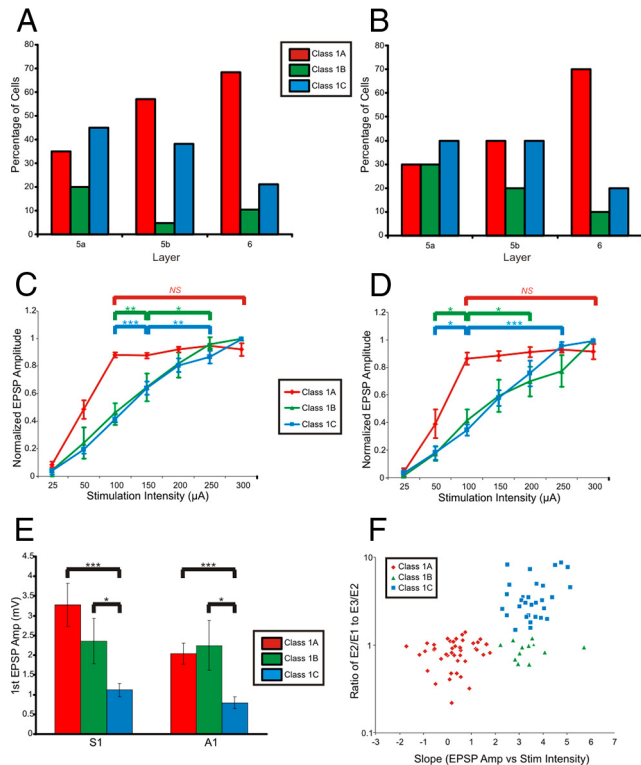 A
B
80
70
60
50
40
30
20
10
0
Percentage of Cells
5a
5b
6
Layer
Class 1A
Class 1B
Class 1C
80
70
60
50
40
30
20
10
0
Percentage of Cells
5a
5b
6
Layer
C
D
NS
**
*
***
**
1
0.8
0.6
0.4
0.2
0
Normalized EPSP Amplitude
25
50
100
150
200
250
300
Stimulation Intensity (µA)
Class 1A
Class 1B
Class 1C
NS
*
*
*
***
1
0.8
0.6
0.4
0.2
0
Normalized EPSP Amplitude
25
50
100
150
200
250
300
Stimulation Intensity (µA)
E
F
4.5
4
3.5
3
2.5
2
1.5
1
0.5
0
1st EPSP Amp (mV)
***
*
***
*
S1
A1
Class 1A
Class 1B
Class 1C
Class 1A
Class 1B
Class 1C
10
1
0.1
Ratio of E2/E1 to E3/E2
-3
-2
-1
0
1
2
3
4
5
6
7
Slope (EPSP Amp vs Stim Intensity)